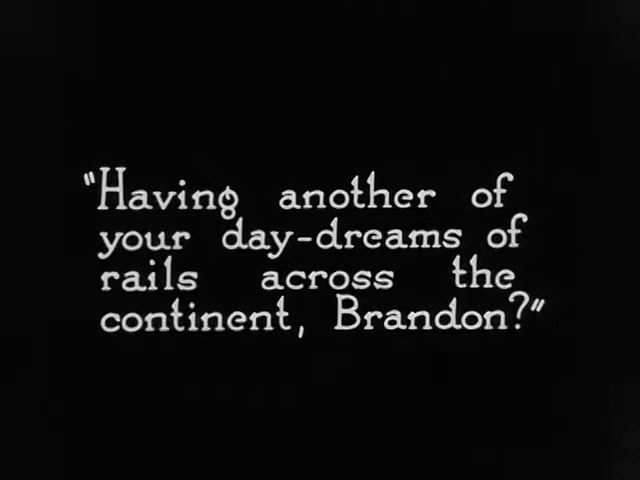 "Having another of
your day-dreams of
rails across the
continent, Brandon?"